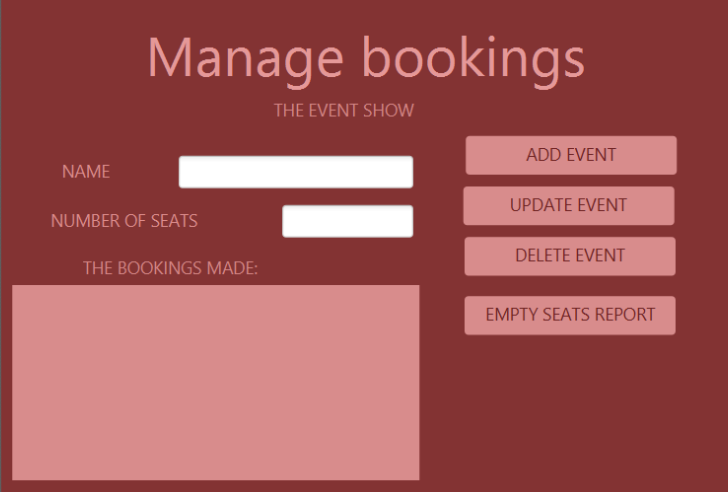 Manage bookings
THE EVENT SHOW
NAME
NUMBER OF SEATS
THE BOOKINGS MADE:
ADD EVENT
UPDATE EVENT
DELETE EVENT
EMPTY SEATS REPORT